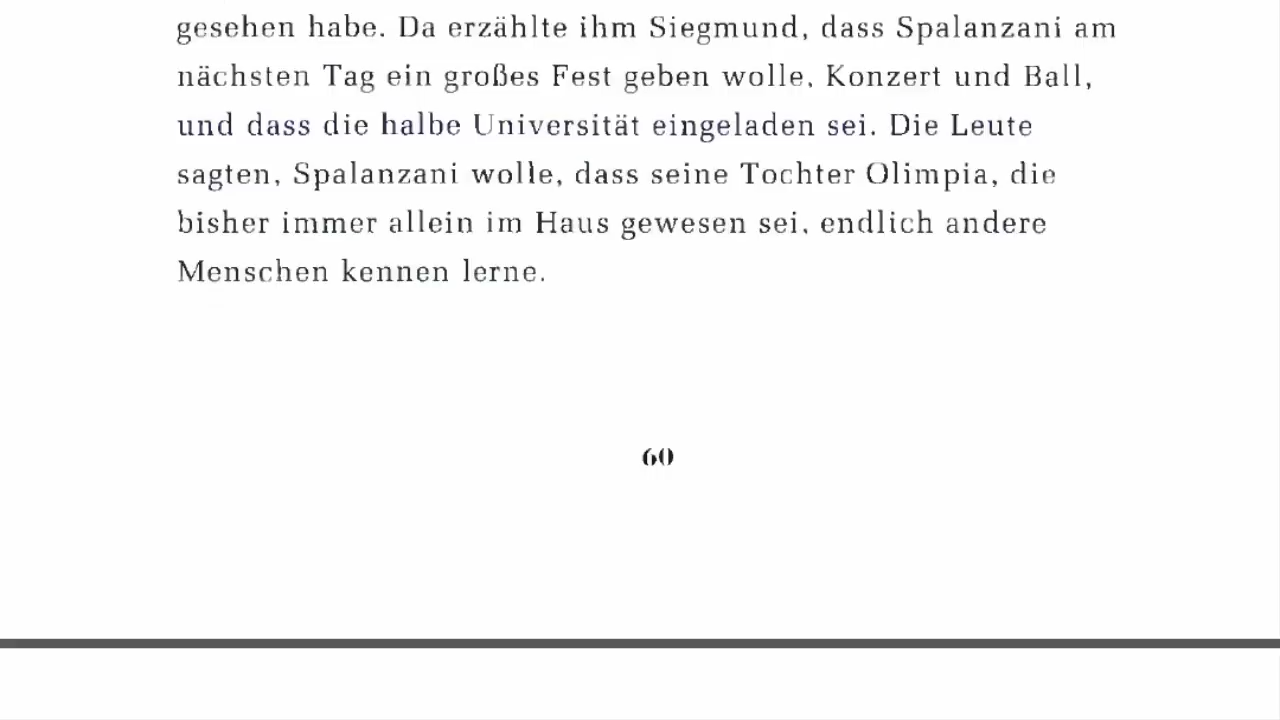 gesehen habe. Da erzählte ihm Siegmund, dass Spalanzani am
nächsten Tag ein großes Fest geben wolle, Konzert und Ball,
und dass die halbe Universität eingeladen sei. Die Leute
sagten, Spalanzani wolle, dass seine Tochter Olimpia, die
bisher immer allein im Haus gewesen sei, endlich andere
Menschen kennen lerne.
60